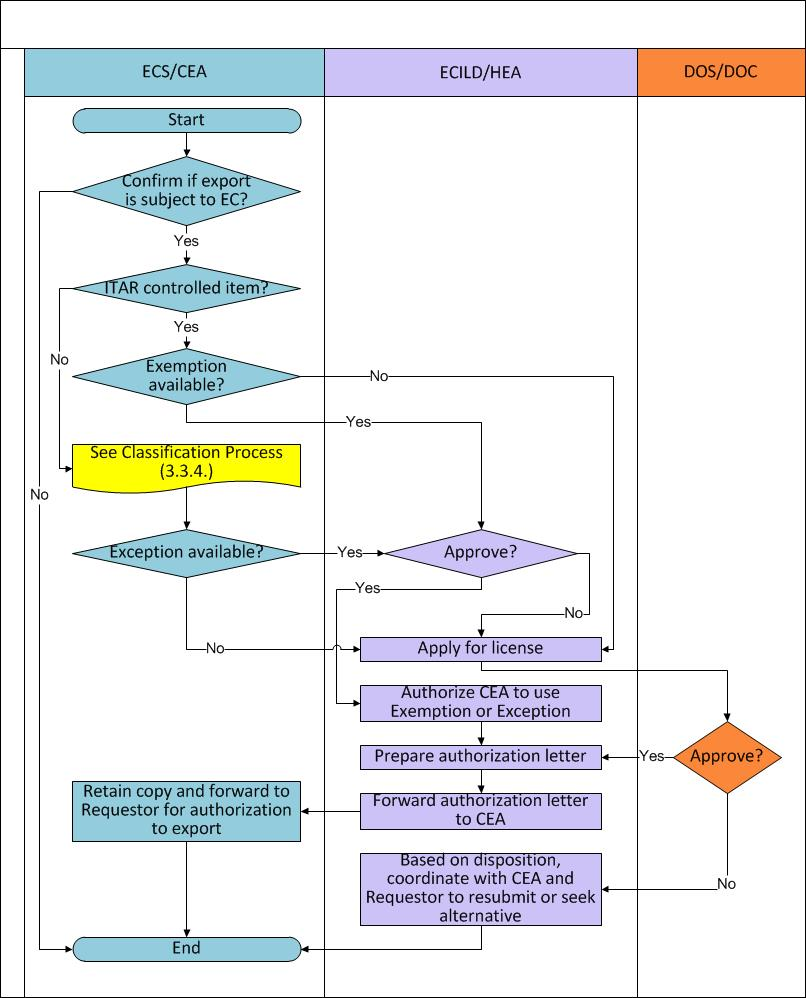 ECS/CEA
ECILD/HEA
DOS/DOC
Start
Confirm if export
is subject to EC?
Yes
ITAR controlled item?
Yes
No
Exemption
available?
No
Yes
See Classification Process
(3.3.4.)
No
Exception available?
Yes
Approve?
Yes
No
No
Apply for license
Authorize CEA to use
Exemption or Exception
Prepare authorization letter
Yes
Approve?
Retain copy and forward to
Requestor for authorization
to export
Forward authorization letter
to CEA
Based on disposition,
coordinate with CEA and
Requestor to resubmit or seek
alternative
No
End